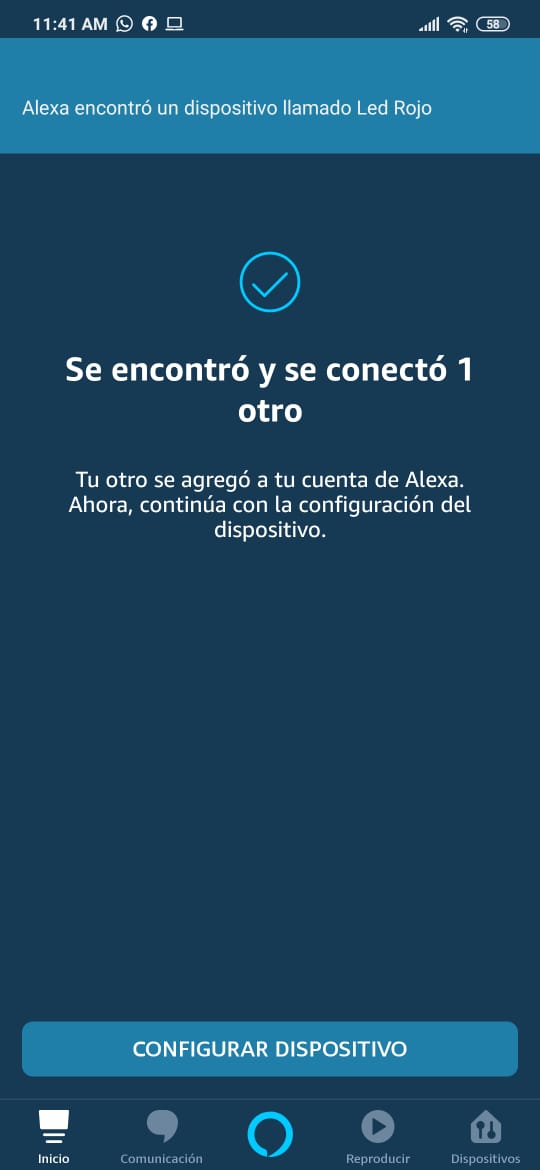 11:41 AM
58
Alexa encontró un dispositivo llamado Led Rojo
Se encontró y se conectó 1
otro
Tu otro se agregó a tu cuenta de Alexa.
Ahora, continúa con la configuración del
dispositivo.
CONFIGURAR DISPOSITIVO
Inicio
Comunicación
Reproducir
Dispositivos